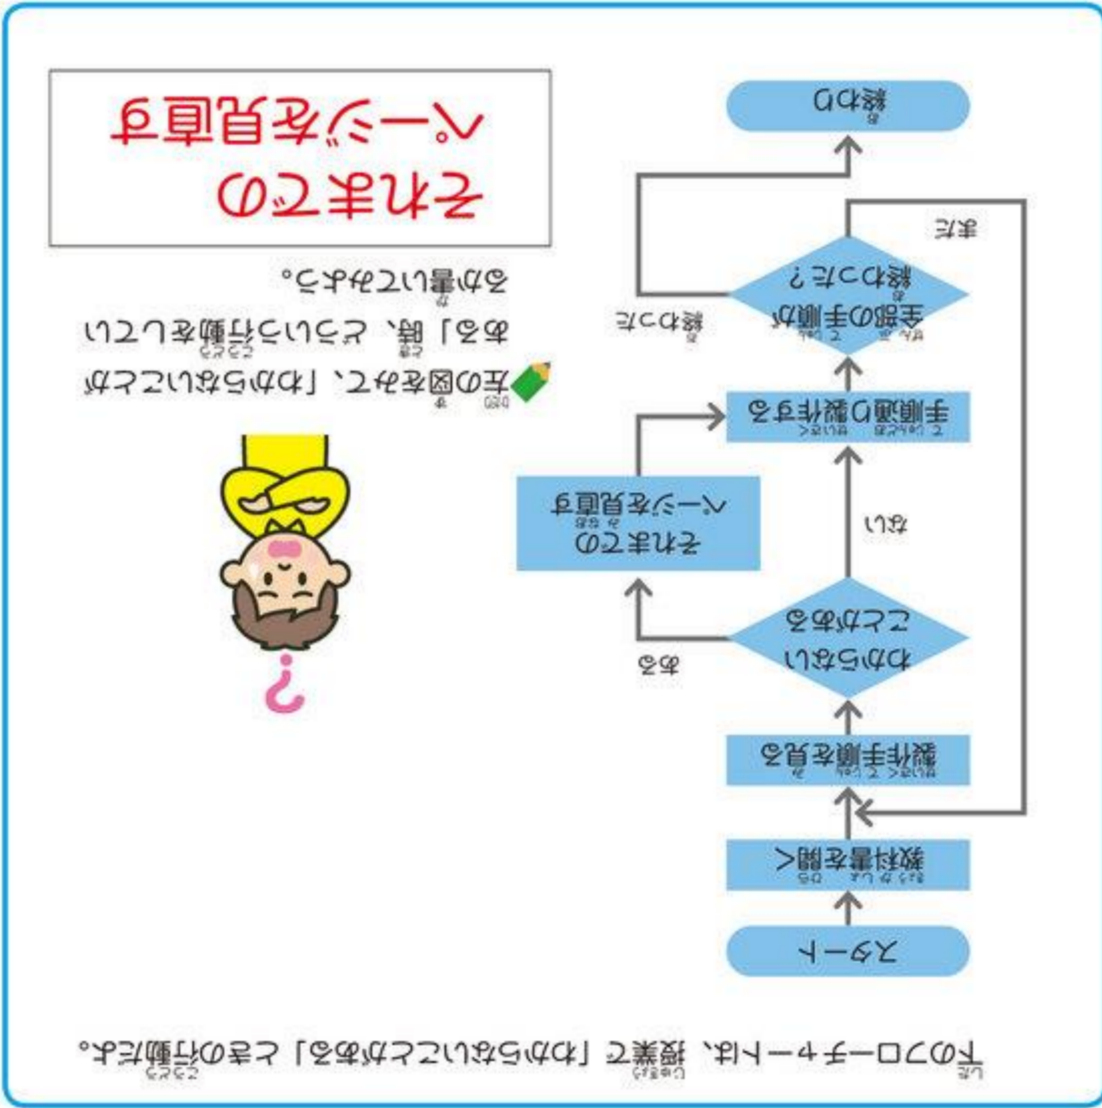 下のフローチャートは、授業で「わからないことがある」ときの行動だよ。
スタート
教科書を開く
製作手順を見る
わからない
ことがある
ある
ない
それまでの
ページを見直す
手順通り製作する
全部の手順が
終わった?
終わった
まだ
終わり
左の図をみて、「わからないことが
ある」時、どういう行動をしてい
るか書いてみよう。
それまでの
ページを見直す